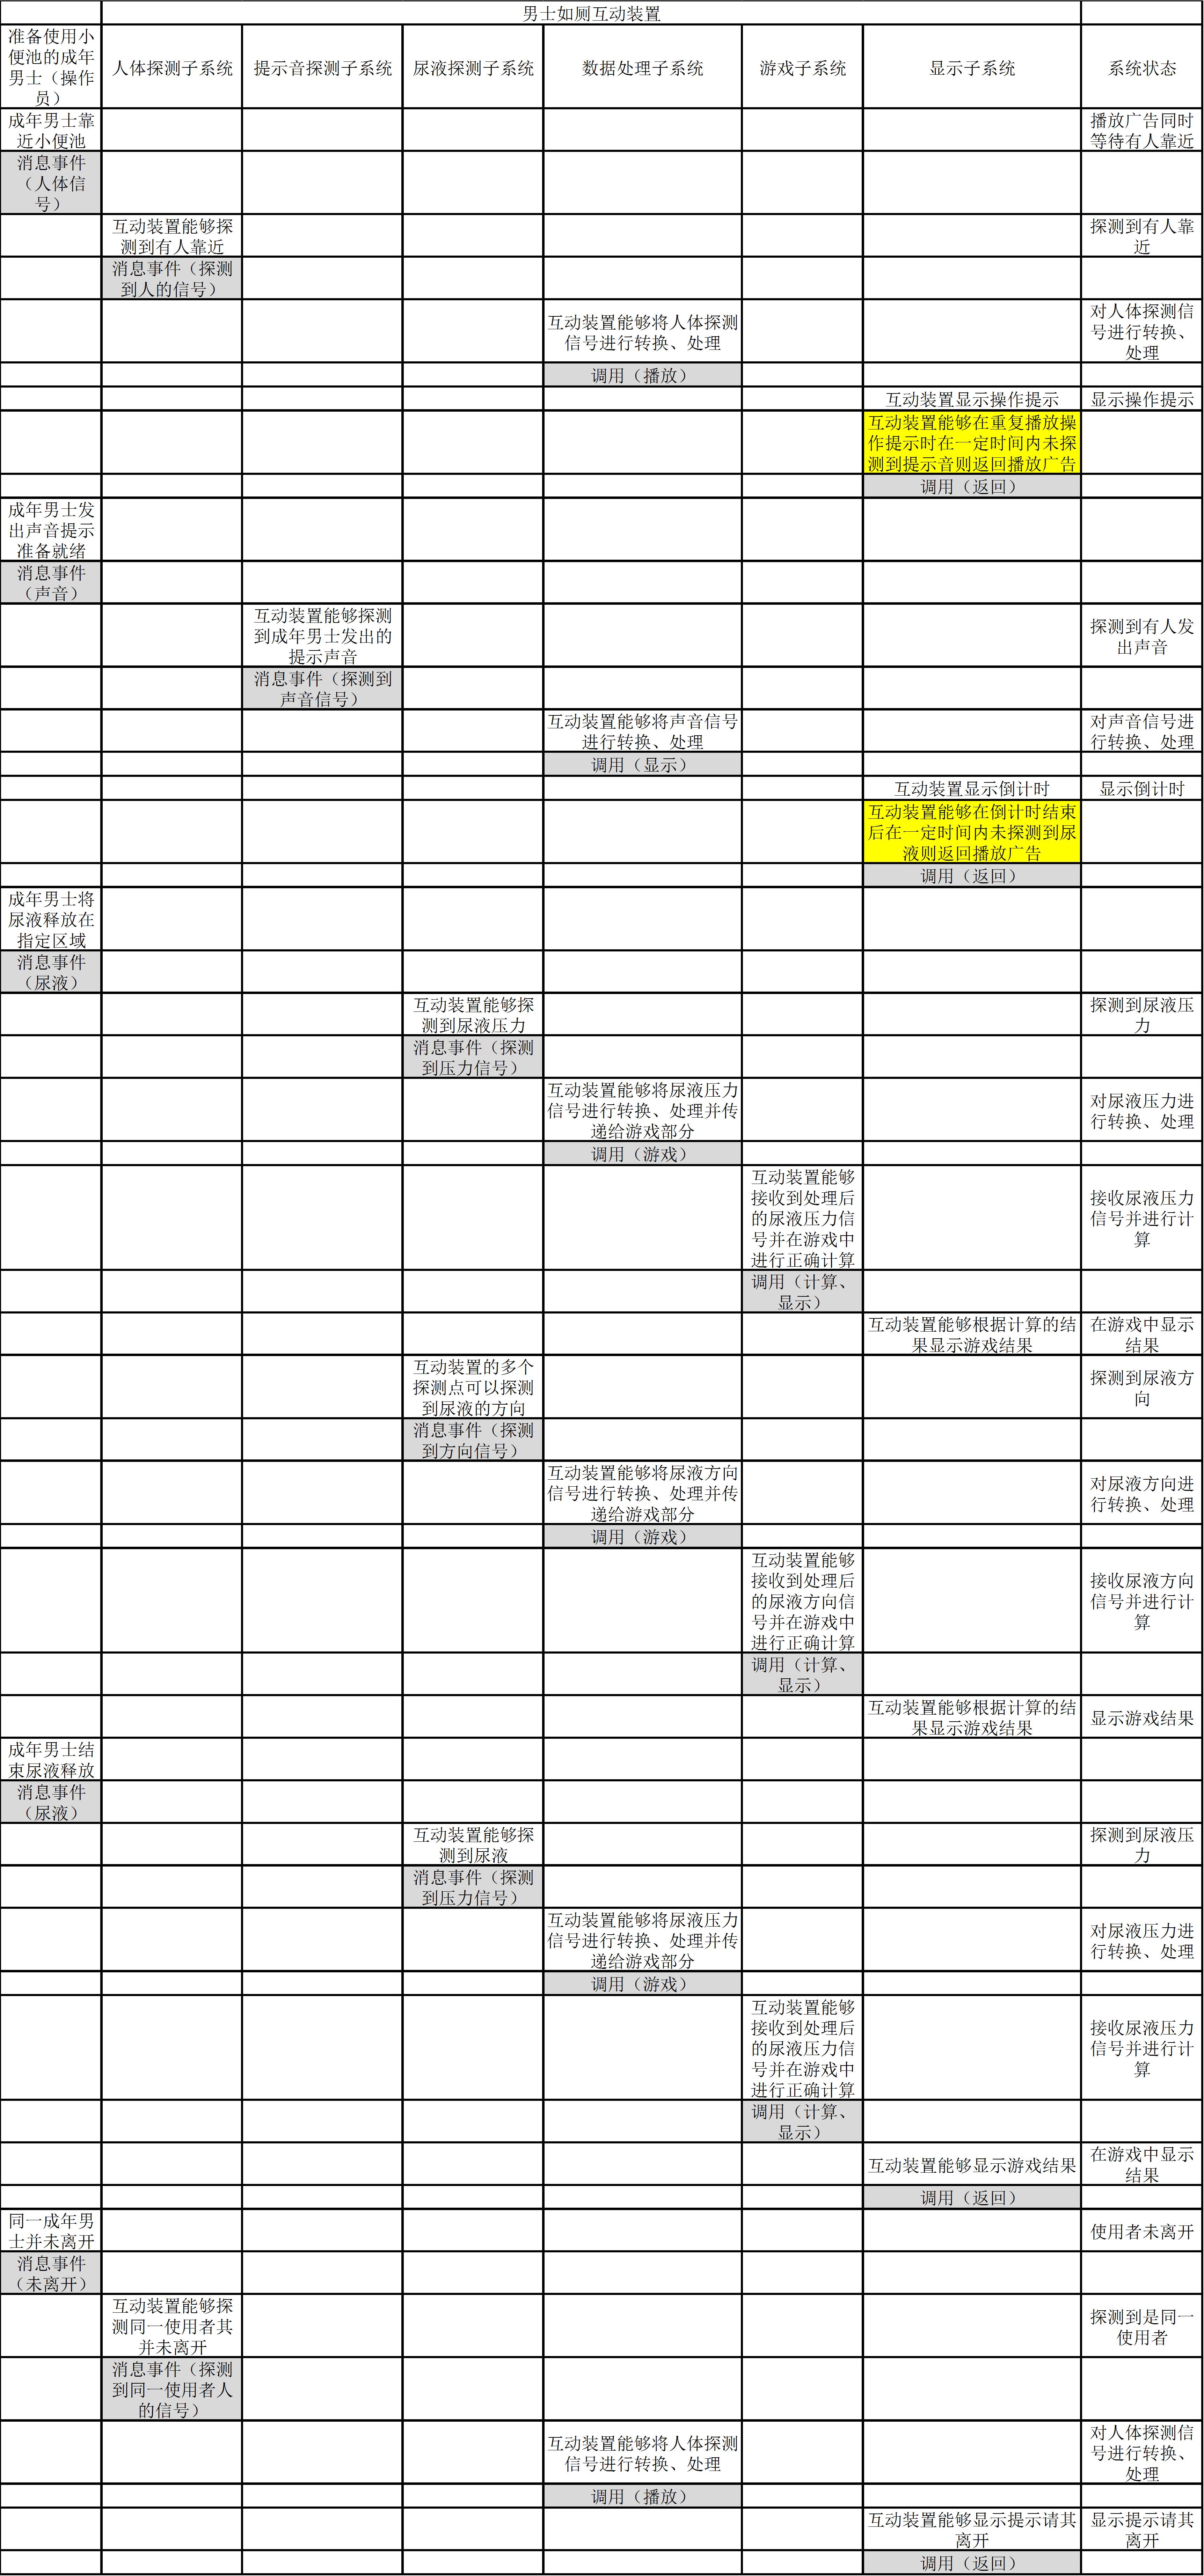 男士如厕互动装置
准备使用小
便池的成年
男士（操作
员）
人体探测子系统
提示音探测子系统
尿液探测子系统
数据处理子系统
游戏子系统
显示子系统
系统状态
成年男士靠
近小便池
播放广告同时
等待有人靠近
消息事件
（人体信
号）
互动装置能够探
测到有人靠近
探测到有人靠
近
消息事件（探测
到人的信号）
互动装置能够将人体探测
信号进行转换、处理
对人体探测信
号进行转换、
处理
调用（播放）
互动装置显示操作提示
显示操作提示
互动装置能够在重复播放操
作提示时在一定时间内未探
测到提示音则返回播放广告
调用（返回）
成年男士发
出声音提示
准备就绪
消息事件
（声音）
互动装置能够探测
到成年男士发出的
提示声音
探测到有人发
出声音
消息事件（探测到
声音信号）
互动装置能够将声音信号
进行转换、处理
对声音信号进
行转换、处理
调用（显示）
互动装置显示倒计时
显示倒计时
互动装置能够在倒计时结束
后在一定时间内未探测到尿
液则返回播放广告
调用（返回）
成年男士将
尿液释放在
指定区域
消息事件
（尿液）
互动装置能够探
测到尿液压力
探测到尿液压
力
消息事件（探测
到压力信号）
互动装置能够将尿液压力
信号进行转换、处理并传
递给游戏部分
对尿液压力进
行转换、处理
调用（游戏）
互动装置能够
接收到处理后
的尿液压力信
号并在游戏中
进行正确计算
接收尿液压力
信号并进行计
算
调用（计算、
显示）
互动装置能够根据计算的结
果显示游戏结果
在游戏中显示
结果
互动装置的多个
探测点可以探测
到尿液的方向
探测到尿液方
向
消息事件（探测
到方向信号）
互动装置能够将尿液方向
信号进行转换、处理并传
递给游戏部分
对尿液方向进
行转换、处理
调用（游戏）
互动装置能够
接收到处理后
的尿液方向信
号并在游戏中
进行正确计算
接收尿液方向
信号并进行计
算
调用（计算、
显示）
互动装置能够根据计算的结
果显示游戏结果
显示游戏结果
成年男士结
束尿液释放
消息事件
（尿液）
互动装置能够探
测到尿液
探测到尿液压
力
消息事件（探测
到压力信号）
互动装置能够将尿液压力
信号进行转换、处理并传
递给游戏部分
对尿液压力进
行转换、处理
调用（游戏）
互动装置能够
接收到处理后
的尿液压力信
号并在游戏中
进行正确计算
接收尿液压力
信号并进行计
算
调用（计算、
显示）
互动装置能够显示游戏结果
在游戏中显示
结果
调用（返回）
同一成年男
士并未离开
使用者未离开
消息事件
（未离开）
互动装置能够探
测同一使用者其
并未离开
探测到是同一
使用者
消息事件（探测
到同一使用者人
的信号）
互动装置能够将人体探测
信号进行转换、处理
对人体探测信
号进行转换、
处理
调用（播放）
互动装置能够显示提示请其
离开
显示提示请其
离开
调用（返回）